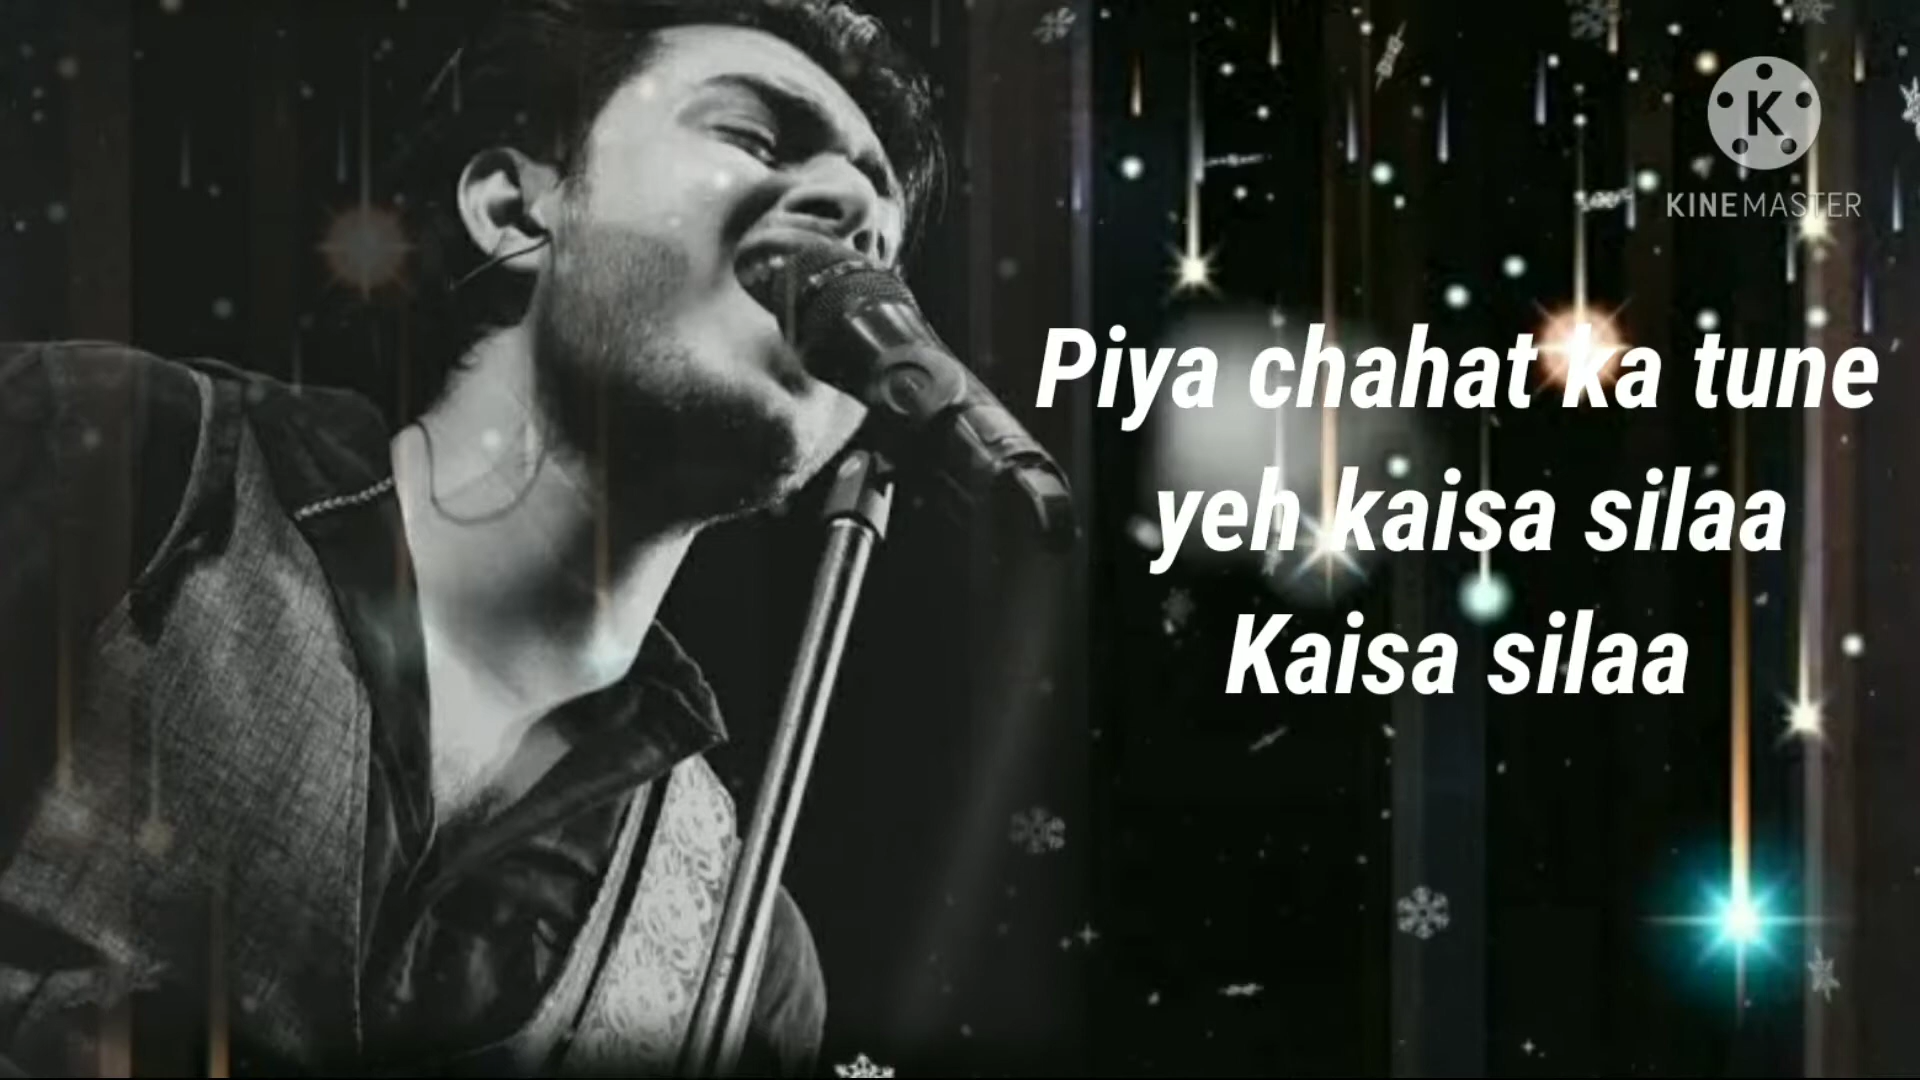 K
KINEMASTER
Piya chahat ka tune
yeh kaisa silaa
Kaisa silaa